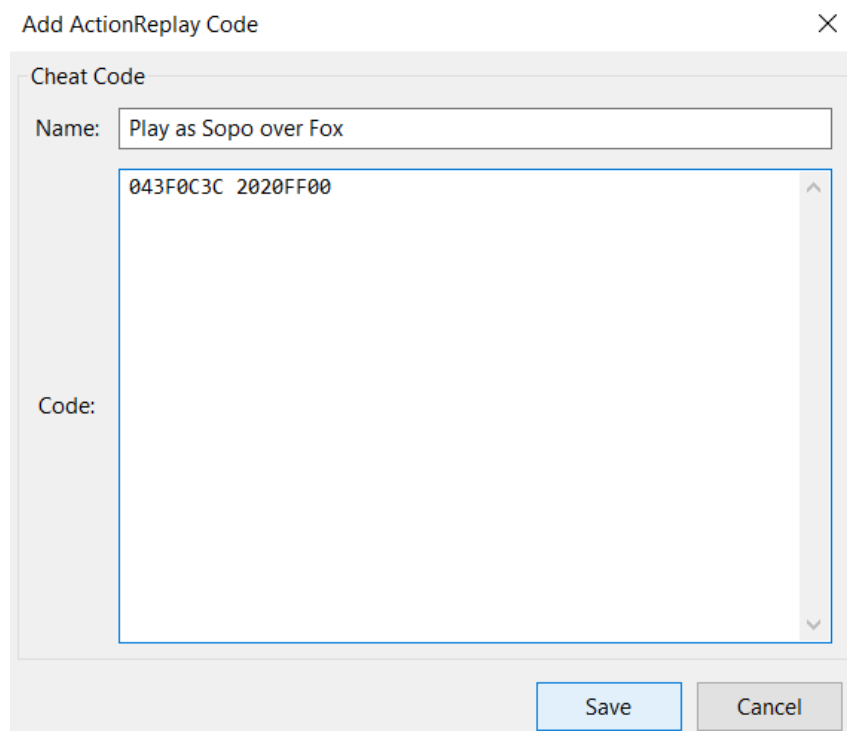 Add ActionReplay Code
Cheat Code
Name: Play as Sopo over Fox
043F0C3C 2020FF00
Code:
Save Cancel